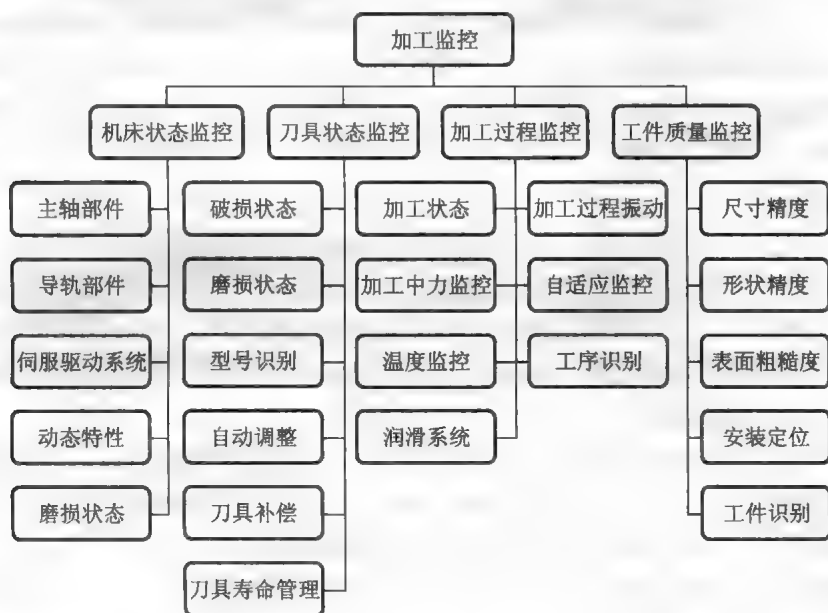 加工监控
机床状态监控
刀具状态监控
加工过程监控
工件质量监控
主轴部件
导轨部件
伺服驱动系统
动态特性
磨损状态
破损状态
磨损状态
型号识别
自动调整
刀具补偿
刀具寿命管理
加工状态
加工中力监控
温度监控
润滑系统
加工过程振动
自适应监控
工序识别
尺寸精度
形状精度
表面粗糙度
安装定位
工件识别